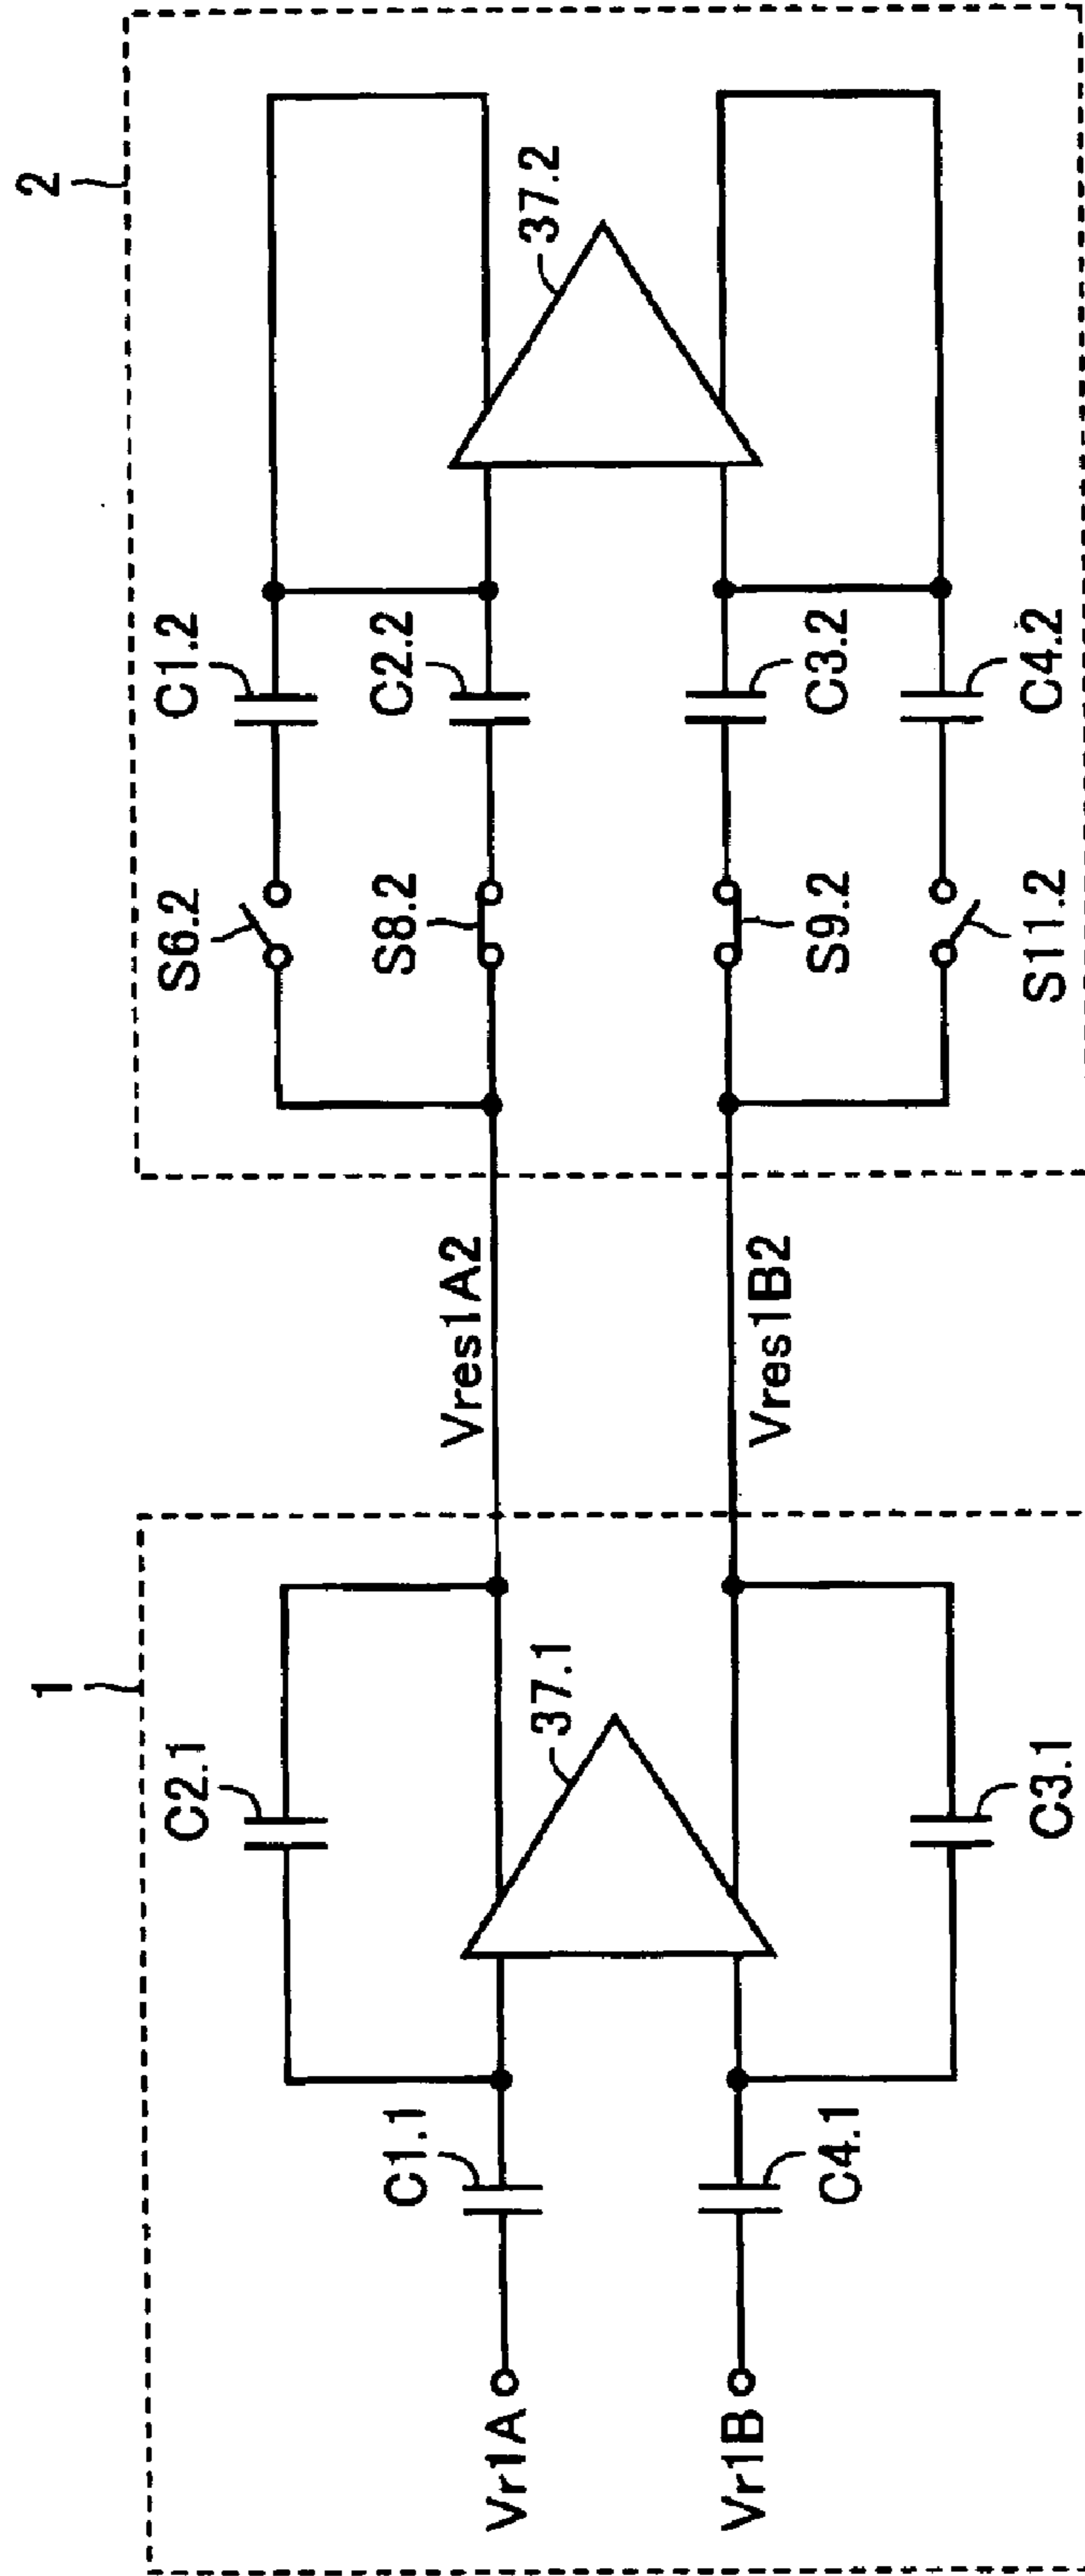 1
C2.1
37.1
C1.1
Vr1A
Vr1B
C4.1
C3.1
Vres1A2
Vres1B2
2
S6.2
C1.2
S8.2
C2.2
37.2
S9.2
C3.2
S11.2
C4.2